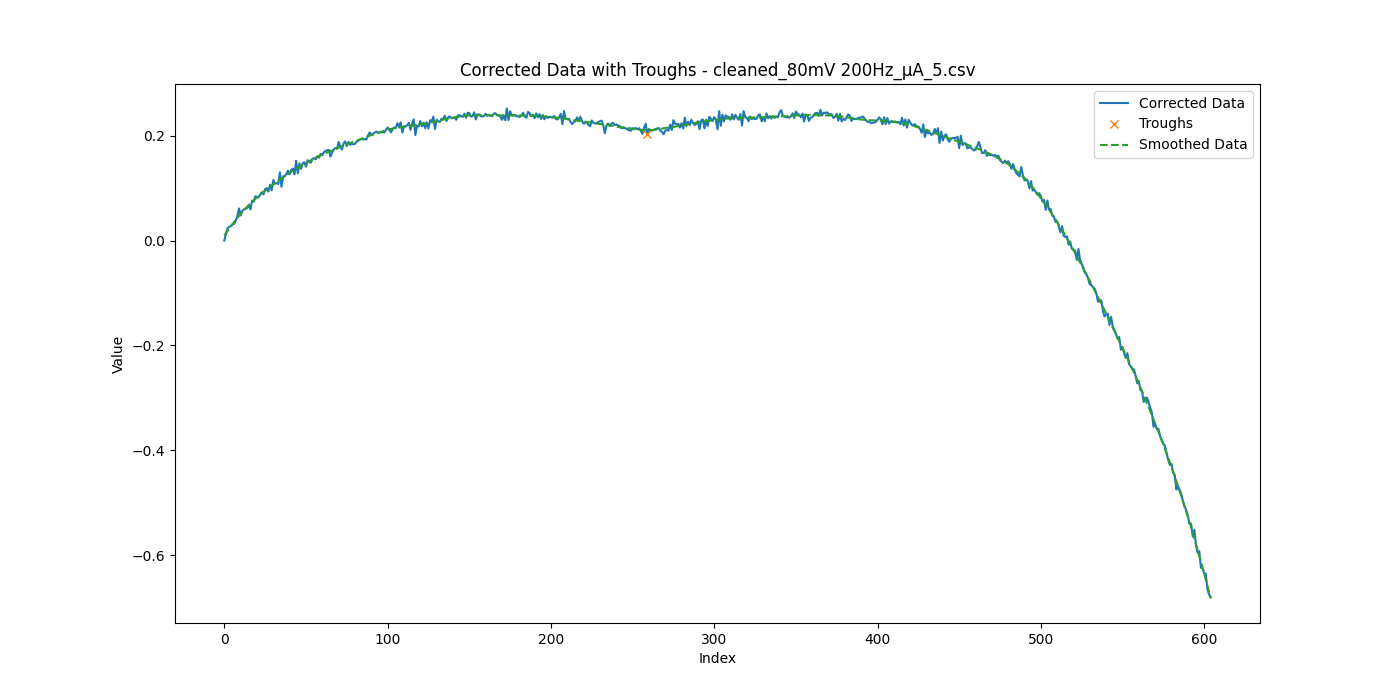 Corrected Data with Troughs - cleaned_80mV 200Hz_μA_5.csv
Corrected Data
Troughs
Smoothed Data
Value
0.2
0.0
−0.2
−0.4
−0.6
0 100 200 300 400 500 600
Index